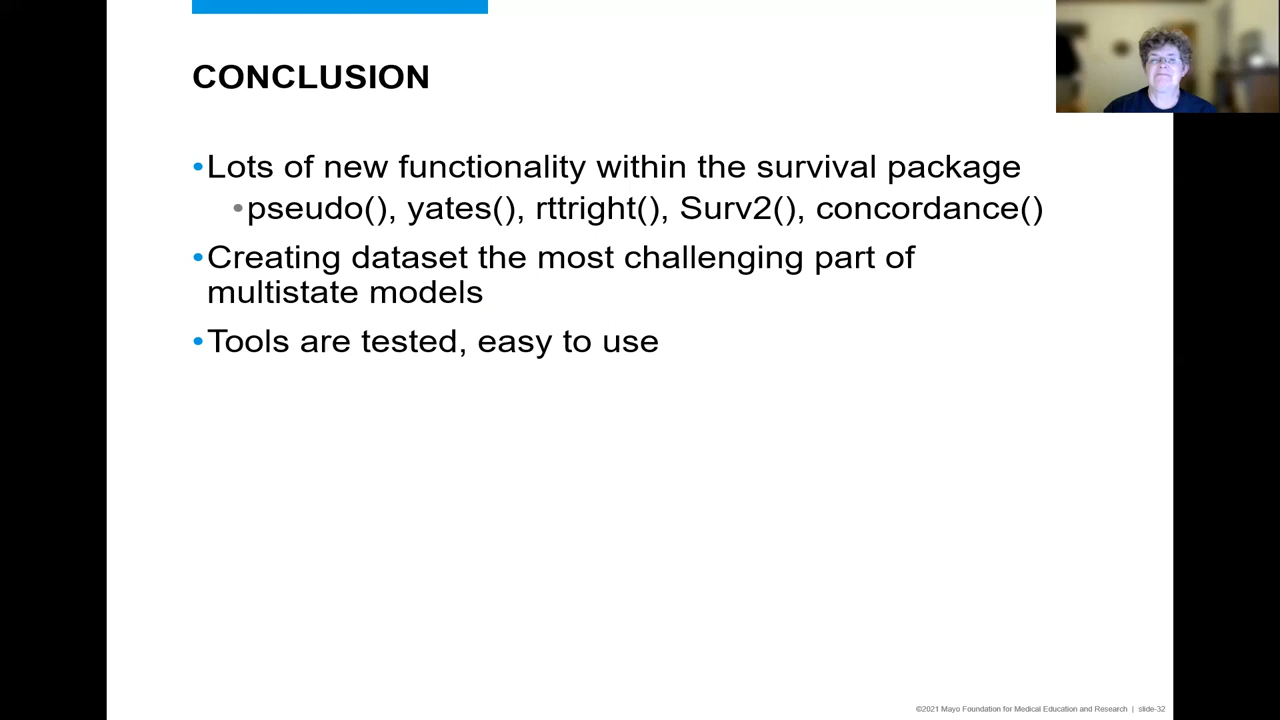 CONCLUSION
•Lots of new functionality within the survival package
•pseudo(), yates(), rttright(), Surv2(), concordance()
•Creating dataset the most challenging part of
multistate models
•Tools are tested, easy to use
©2021 Mayo Foundation for Medical Education and Research | slide-32